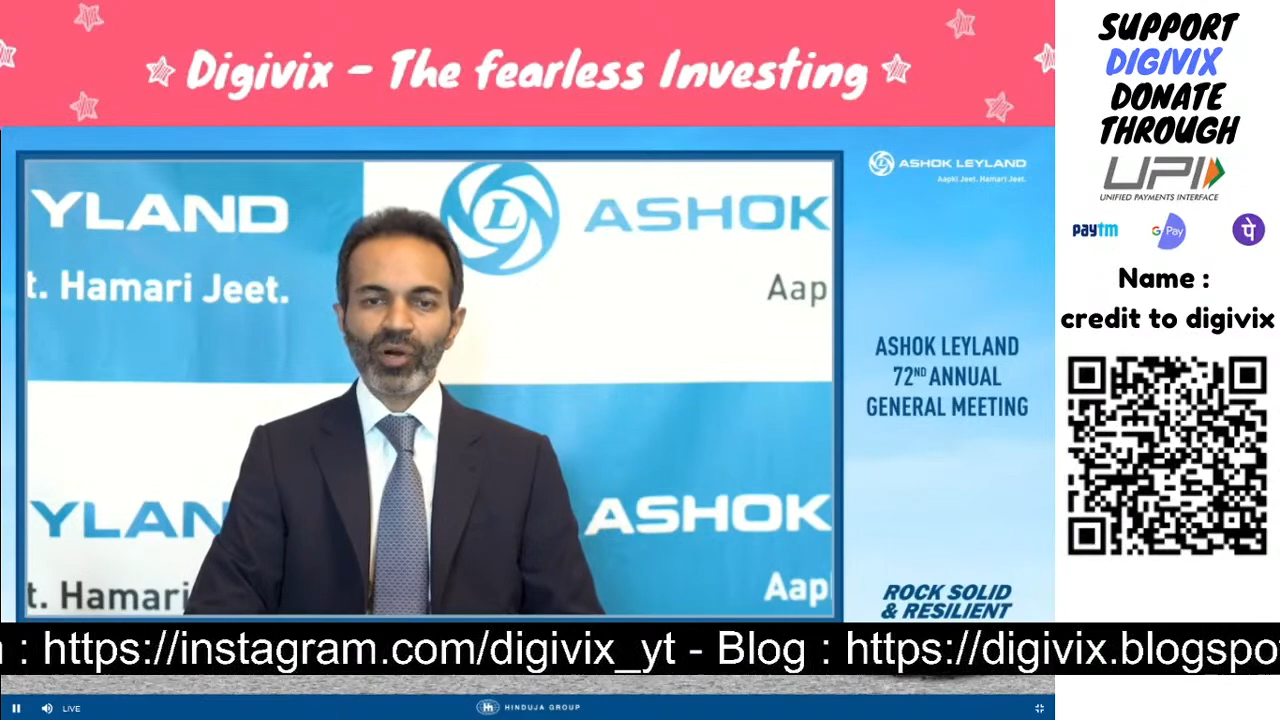 Digivix - The fearless Investing
YLAND
ASHOK
t. Hamari Jeet.
Aap
YLAN
ASHOK
t. Hamari
Aap
L
ASHOK LEYLAND
Aapki Jeet. Hamari Jeet.
ASHOK LEYLAND
72ND ANNUAL
GENERAL MEETING
ROCK SOLID
& RESILIENT
: https://instagram.com/digivix_yt - Blog : https://digivix.blogspo
LIVE
HINDUJA GROUP
SUPPORT
DIGIVIX
DONATE
THROUGH
UPI
UNIFIED PAYMENTS INTERFACE
paytm
G Pay
पे
Name :
credit to digivix